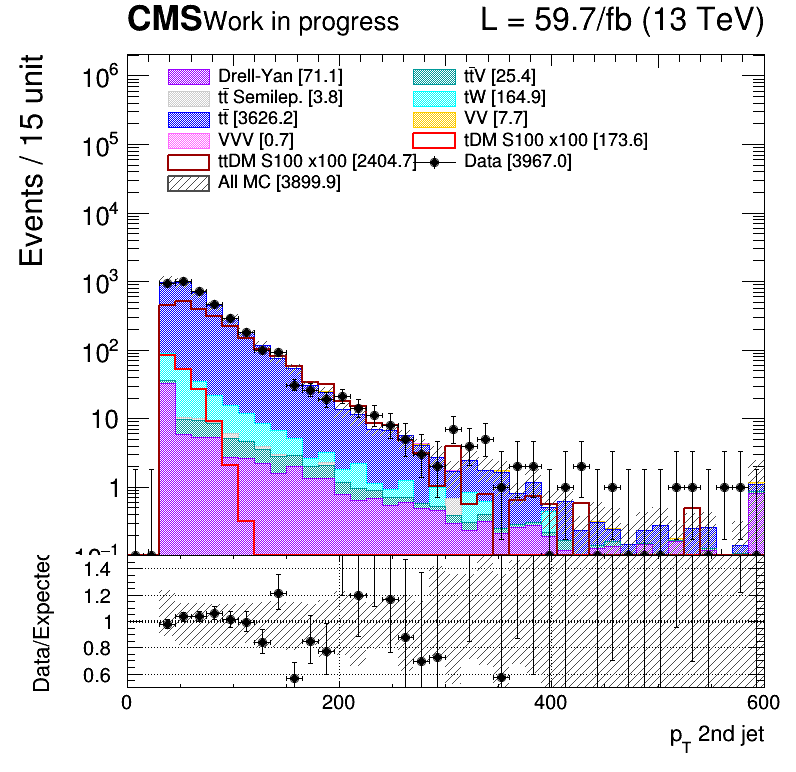 CMS Work in progress L = 59.7/fb (13 TeV)
Events / 15 unit
10⁶
10⁵
10⁴
10³
10²
10
1
10⁻¹
Drell-Yan [71.1] tt̄V [25.4]
tt̄ Semilep. [3.8] tW [164.9]
tt̄ [3626.2] VV [7.7]
VVV [0.7] tDM S100 x100 [173.6]
ttDM S100 x100 [2404.7] Data [3967.0]
All MC [3899.9]
Data/Expected
1.4
1.2
1
0.8
0.6
0 200 400 600
p_T 2nd jet